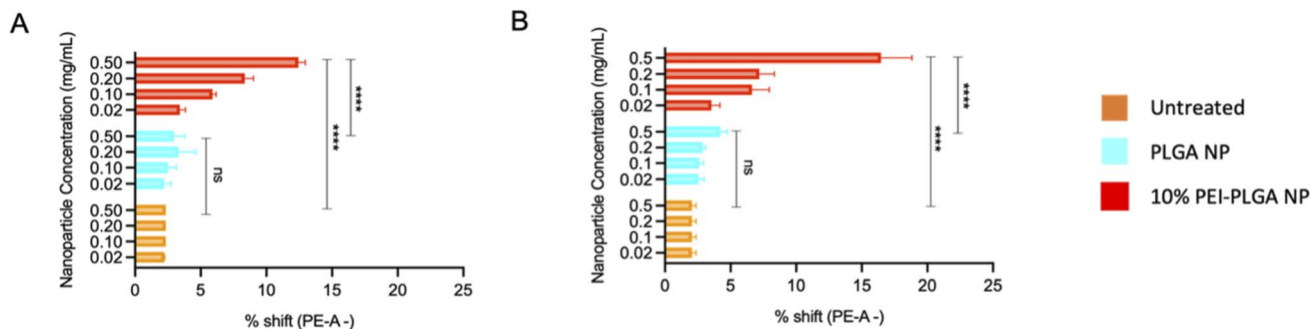 A
Nanoparticle Concentration (mg/mL)
0.50
0.20
0.10
0.02
0.50
0.20
0.10
0.02
0.50
0.20
0.10
0.02
ns
****
****
0 5 10 15 20 25
% shift (PE-A -)
B
Nanoparticle Concentration (mg/mL)
0.5
0.2
0.1
0.02
0.5
0.2
0.1
0.02
0.5
0.2
0.1
0.02
ns
****
****
0 5 10 15 20 25
% shift (PE-A -)
Untreated
PLGA NP
10% PEI-PLGA NP